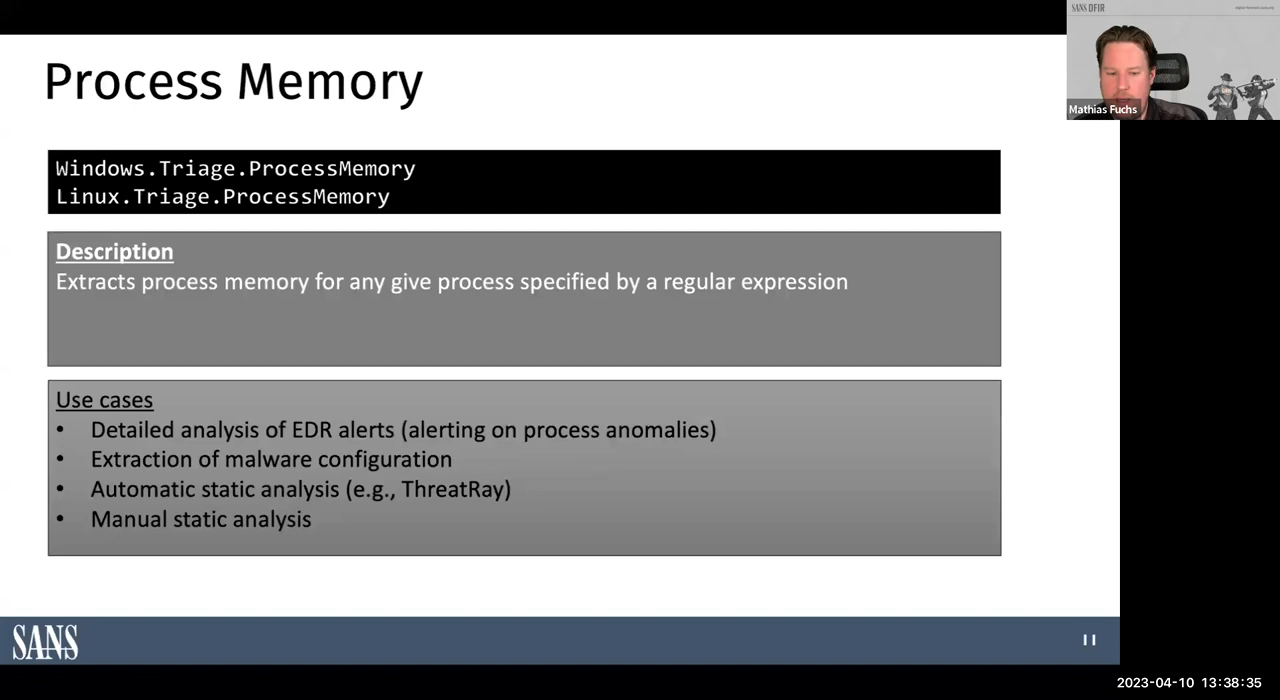 SANS DFIR
Process Memory
Mathias Fuchs
Windows.Triage.ProcessMemory
Linux.Triage.ProcessMemory
Description
Extracts process memory for any give process specified by a regular expression
Use cases
• Detailed analysis of EDR alerts (alerting on process anomalies)
• Extraction of malware configuration
• Automatic static analysis (e.g., ThreatRay)
• Manual static analysis
SANS
11
2023-04-10 13:38:35